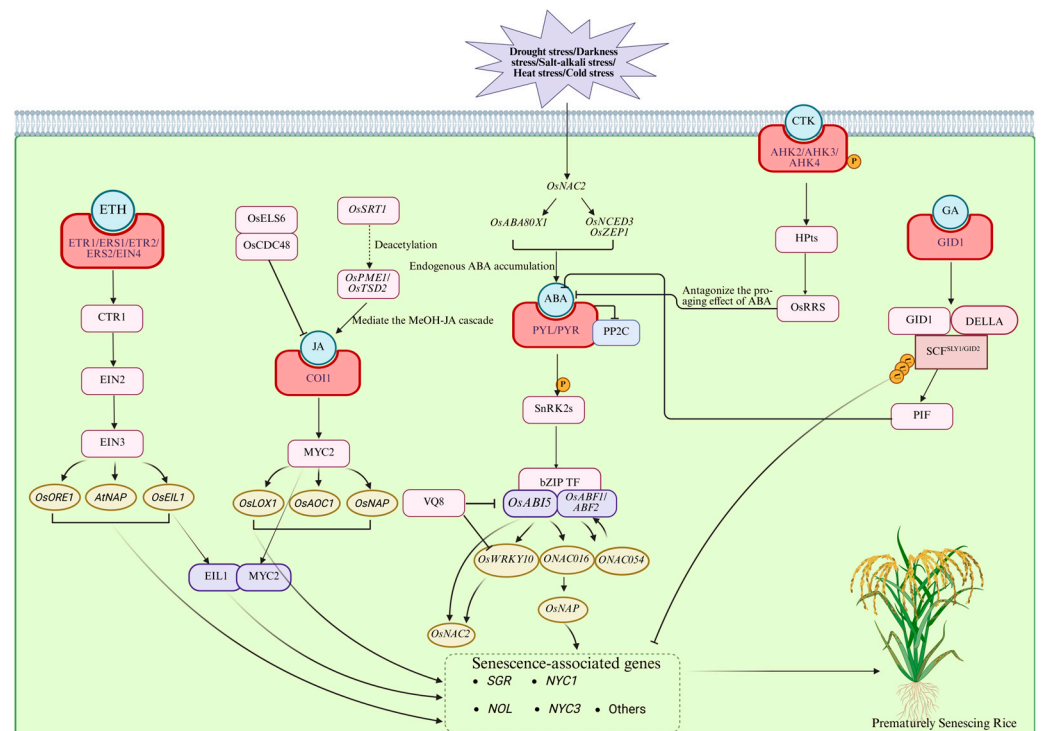 Drought stress/Darkness
stress/Salt-alkali stress/
Heat stress/Cold stress
CTK
AHK2/AHK3/
AHK4
P
ETH
ETR1/ERS1/ETR2/
ERS2/EIN4
CTR1
EIN2
EIN3
OsORE1
AtNAP
OsEIL1
EIL1
MYC2
OsELS6
OsCDC48
OsSRT1
Deacetylation
OsPME1/
OsTSD2
Mediate the MeOH-JA cascade
JA
COI1
MYC2
OsLOX1
OsAOC1
OsNAP
OsNAC2
OsABA80X1
OsNCED3
OsZEP1
Endogenous ABA accumulation
ABA
PYL/PYR
PP2C
P
SnRK2s
bZIP TF
OsABI5
OsABF1/
ABF2
VQ8
OsWRKY10
ONAC016
ONAC054
OsNAP
OsNAC2
HPts
OsRRS
Antagonize the pro-
aging effect of ABA
GA
GID1
GID1
DELLA
SCFSLY1/GID2
PIF
Senescence-associated genes
• SGR • NYC1
• NOL • NYC3 • Others
Prematurely Senescing Rice